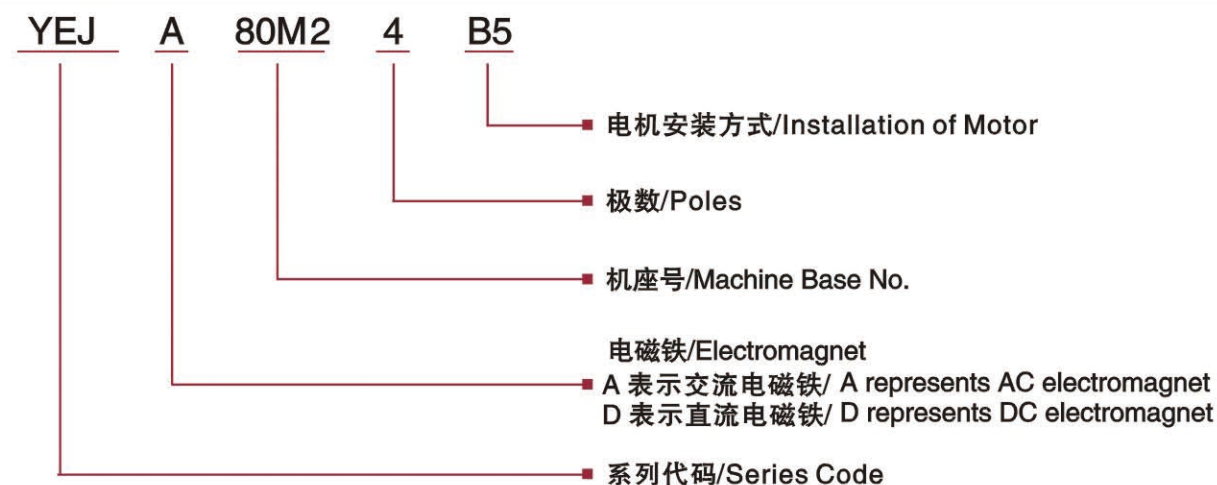 YEJ A 80M2 4 B5
电机安装方式/Installation of Motor
极数/Poles
机座号/Machine Base No.
电磁铁/Electromagnet
A 表示交流电磁铁/ A represents AC electromagnet
D 表示直流电磁铁/ D represents DC electromagnet
系列代码/Series Code